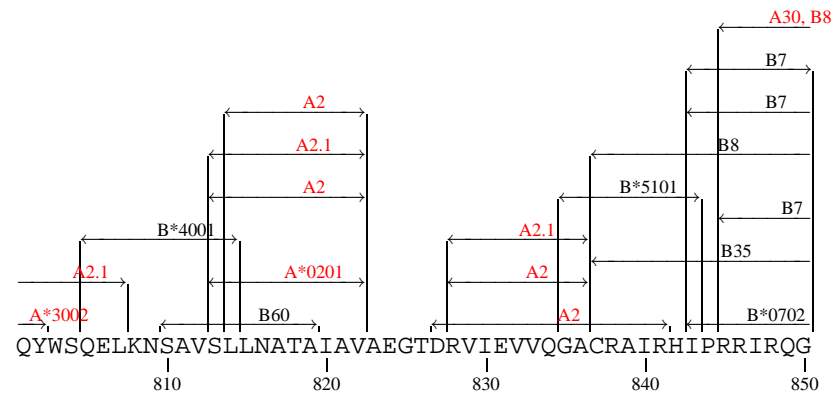 A30, B8
B7
A2 B7
A2.1 B8
A2 B*5101
B7
B*4001 A2.1
B35
A2.1 A*0201 A2
A*3002 B60 A2 B*0702
QYWSQELKNSAVSLLNATAIAVAEGTDRVIEVVQGACRAIRHIPRRIRQG
810 820 830 840 850